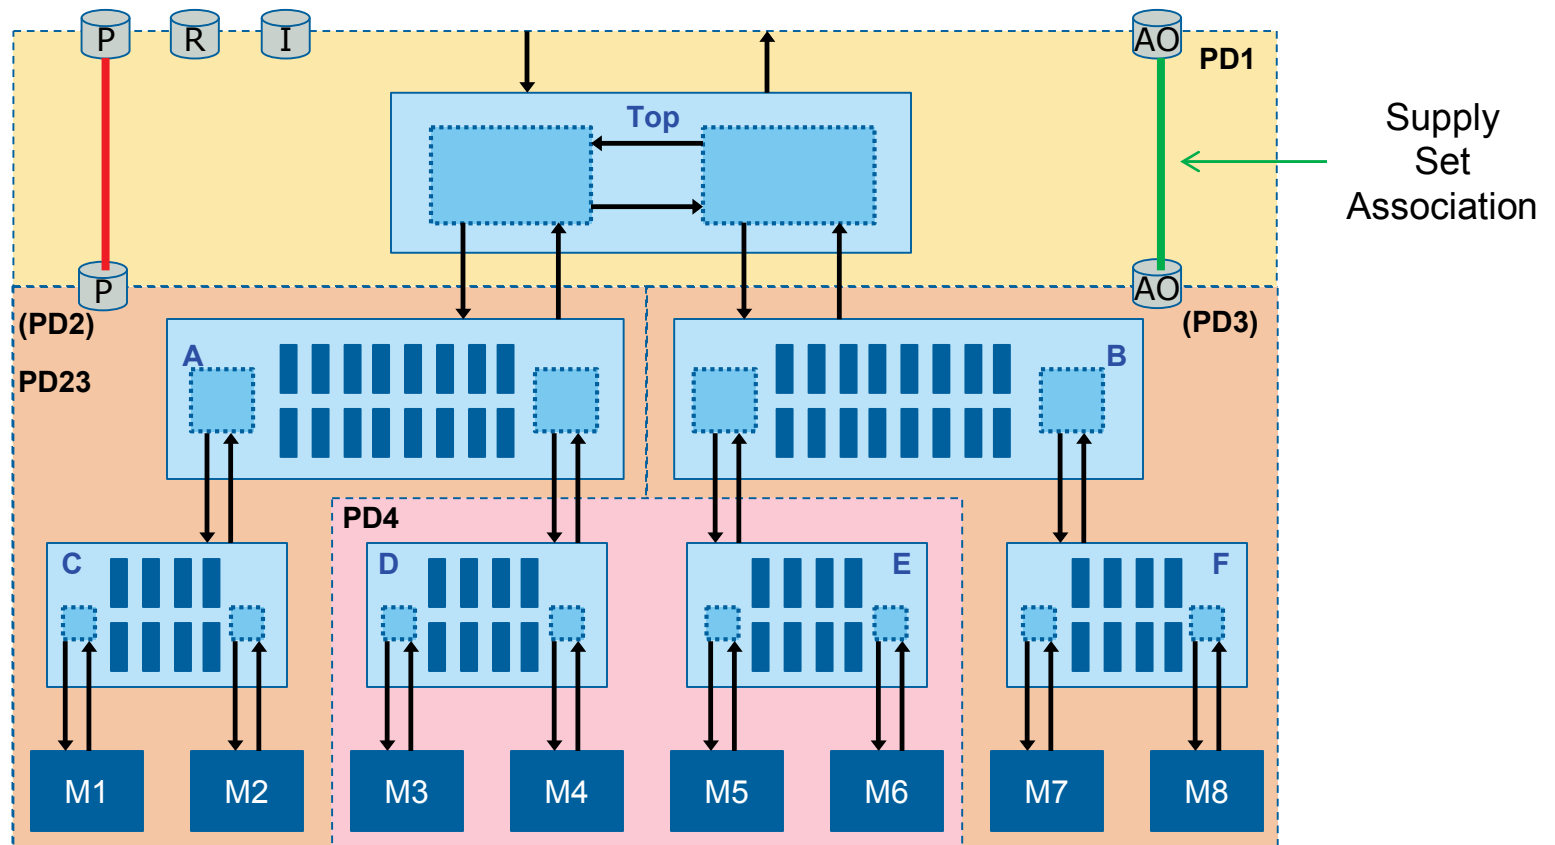 P R I AO
PD1
Supply
Set
Association
Top
P AO
(PD2) (PD3)
PD23
A B
PD4
C D E F
M1 M2 M3 M4 M5 M6 M7 M8